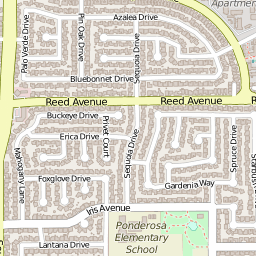 Apartment
Azalea Drive
Pin Oak Drive
Palo Verde Drive
Sequoia Drive
Bluebonnet Drive
Reed Avenue
Reed Avenue
Buckeye Drive
Privet Court
Erica Drive
Sequoia Drive
Spruce Drive
Mahogany Lane
Foxglove Drive
Gardenia Way
Iris Avenue
Ponderosa
Elementary
School
Lantana Drive